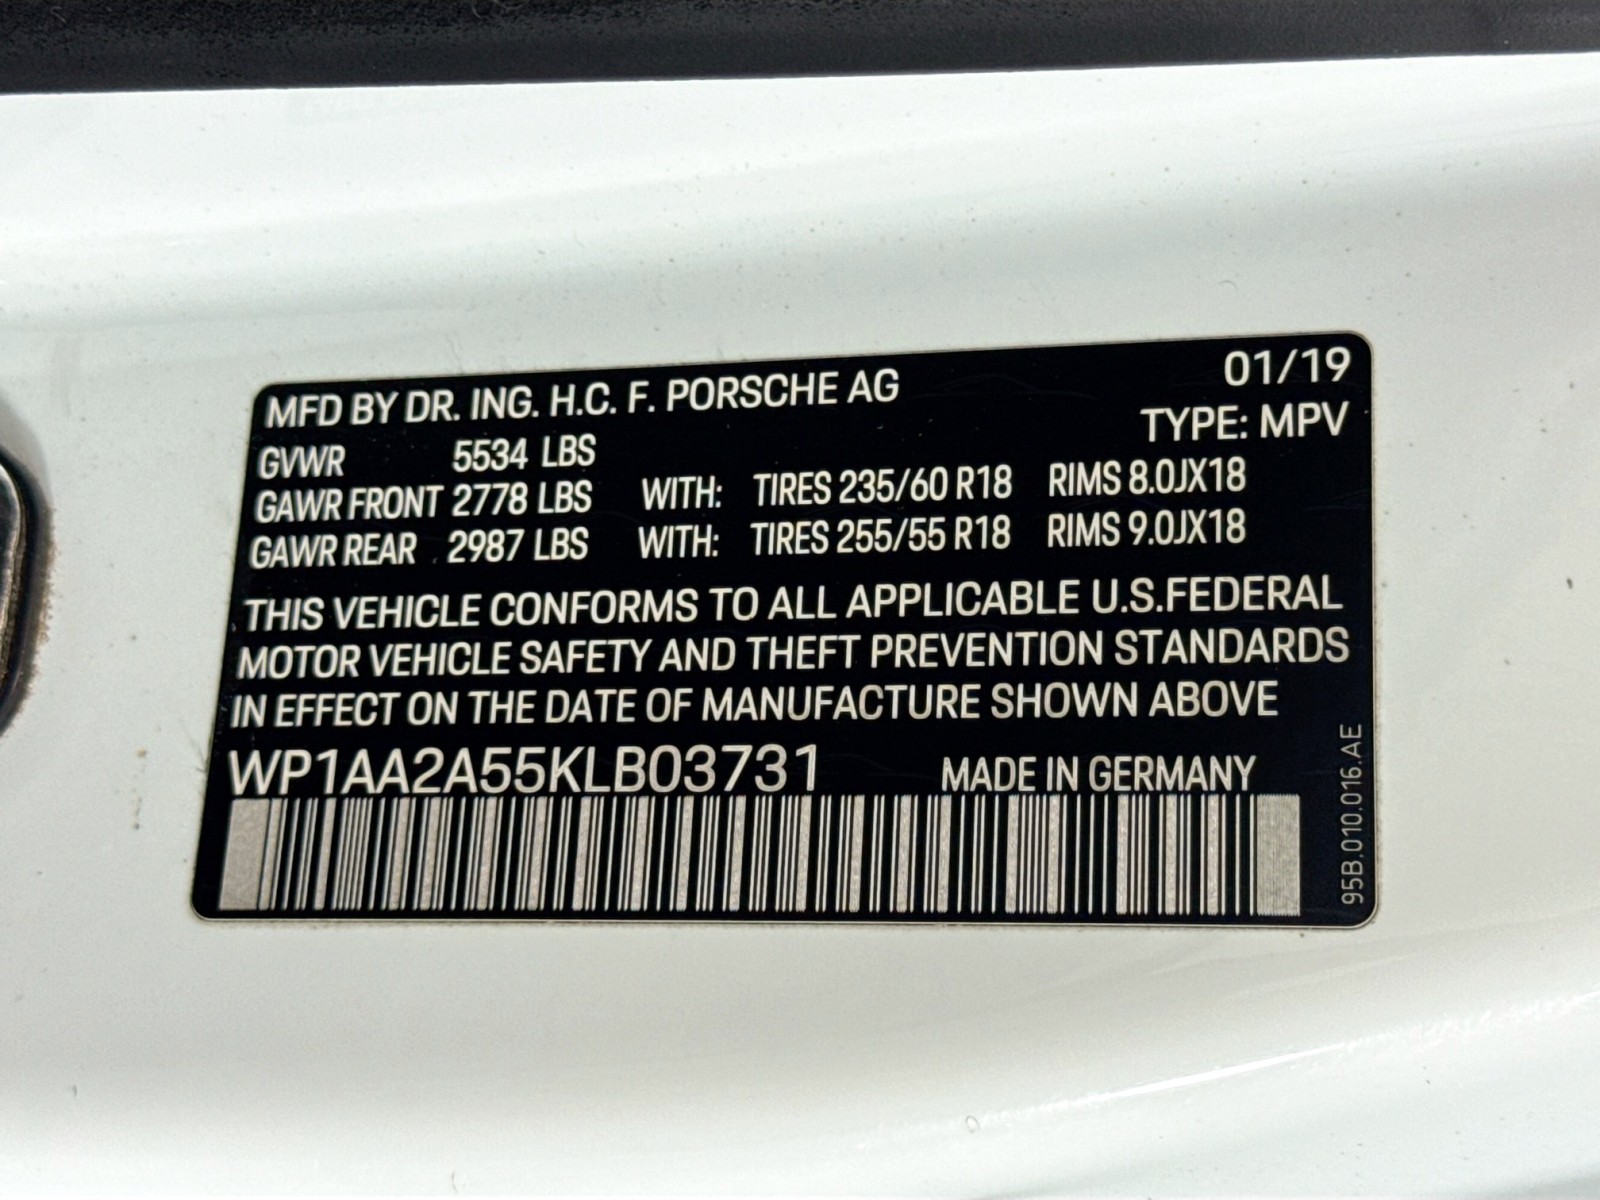 MFD BY DR. ING. H.C. F. PORSCHE AG 01/19
TYPE: MPV
GVWR 5534 LBS
GAWR FRONT 2778 LBS WITH: TIRES 235/60 R18 RIMS 8.0JX18
GAWR REAR 2987 LBS WITH: TIRES 255/55 R18 RIMS 9.0JX18
THIS VEHICLE CONFORMS TO ALL APPLICABLE U.S.FEDERAL
MOTOR VEHICLE SAFETY AND THEFT PREVENTION STANDARDS
IN EFFECT ON THE DATE OF MANUFACTURE SHOWN ABOVE
WP1AA2A55KLB03731 MADE IN GERMANY
95B.010.016.AE